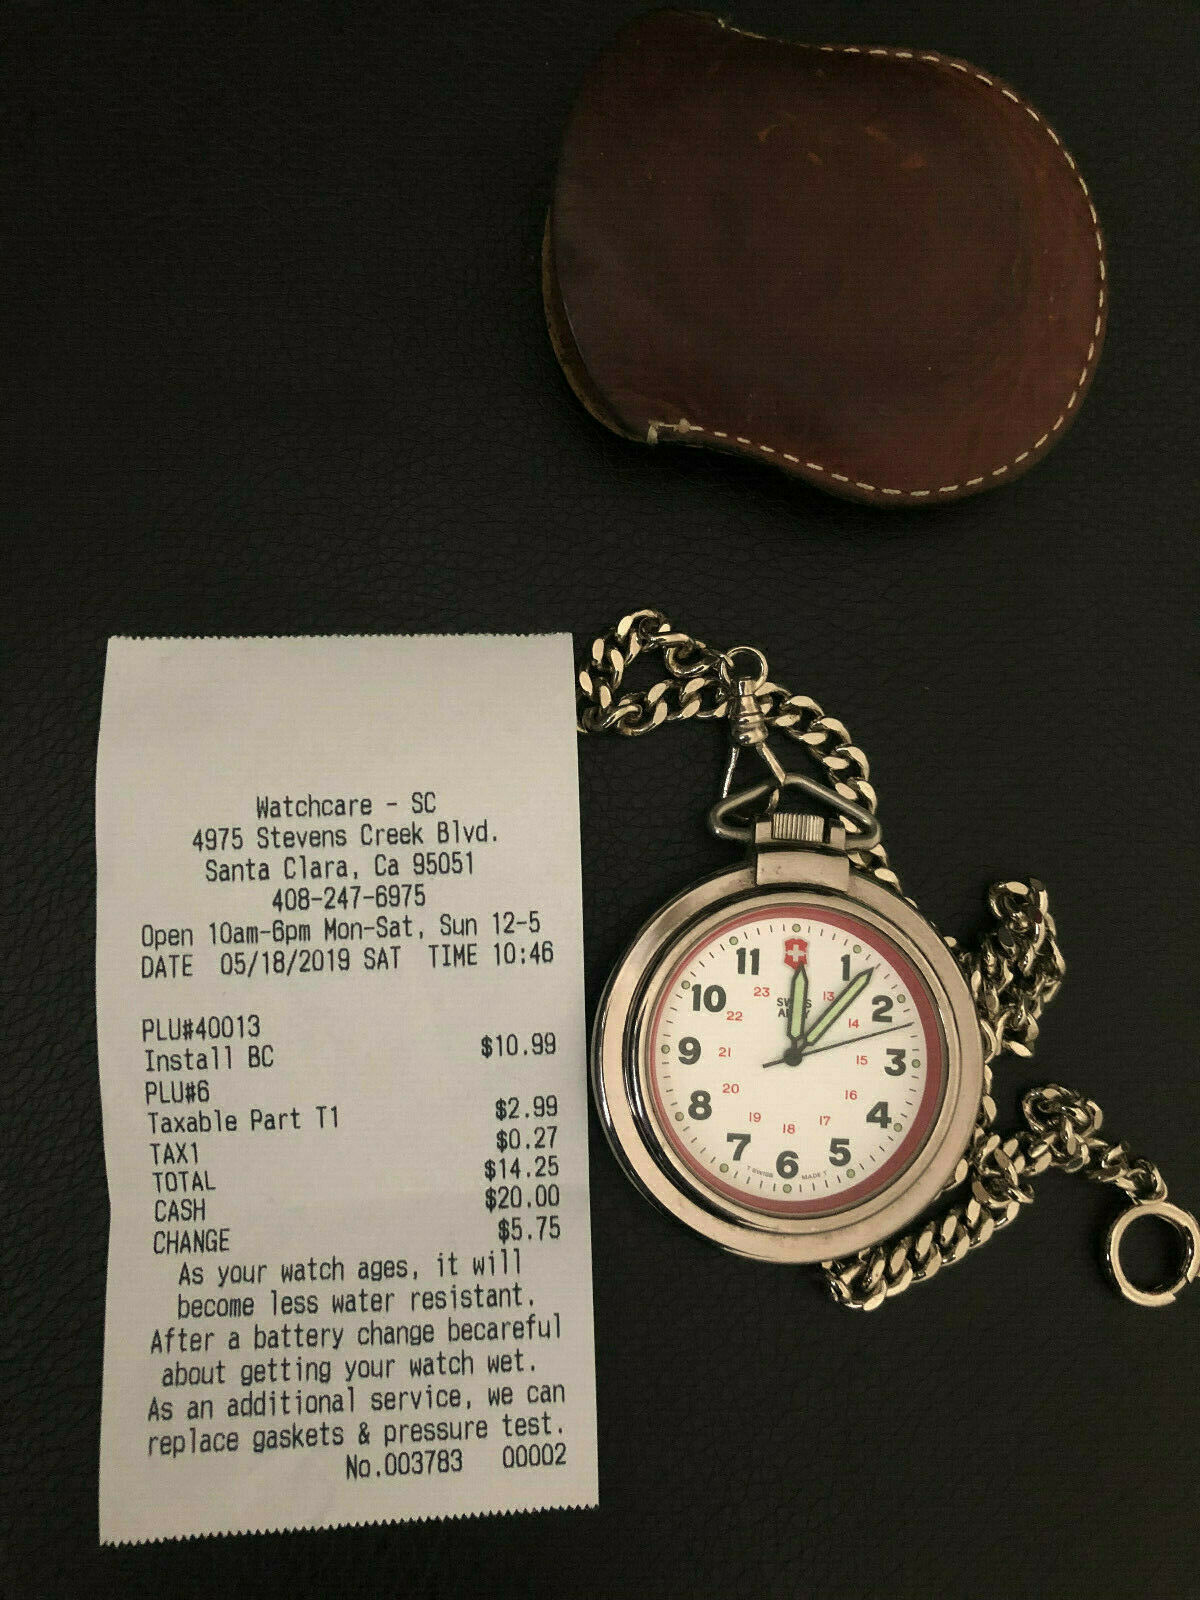 Watchcare - SC
4975 Stevens Creek Blvd.
Santa Clara, Ca 95051
408-247-6975
Open 10am-6pm Mon-Sat, Sun 12-5
DATE 05/18/2019 SAT TIME 10:46
PLU#40013
Install BC $10.99
PLU#6
Taxable Part T1 $2.99
TAX1 $0.27
TOTAL $14.25
CASH $20.00
CHANGE $5.75
As your watch ages, it will
become less water resistant.
After a battery change becareful
about getting your watch wet.
As an additional service, we can
replace gaskets & pressure test.
No.003783 00002
11 1
10 23 13 2
22 14
9 21 15 3
20 16
8 19 18 17 4
7 6 5
T SWISS MADE T